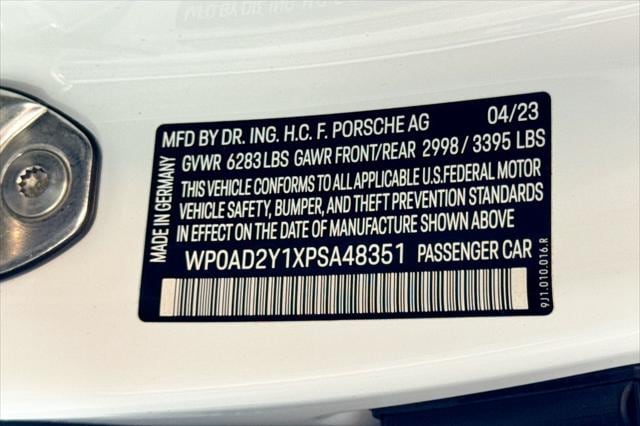 MFD BY DR. ING. H.C. F. PORSCHE AG 04/23
GVWR 6283 LBS GAWR FRONT/REAR 2998 / 3395 LBS
THIS VEHICLE CONFORMS TO ALL APPLICABLE U.S. FEDERAL MOTOR
VEHICLE SAFETY, BUMPER, AND THEFT PREVENTION STANDARDS
IN EFFECT ON THE DATE OF MANUFACTURE SHOWN ABOVE
WP0AD2Y1XPSA48351 PASSENGER CAR
MADE IN GERMANY
9J1.010.016.R